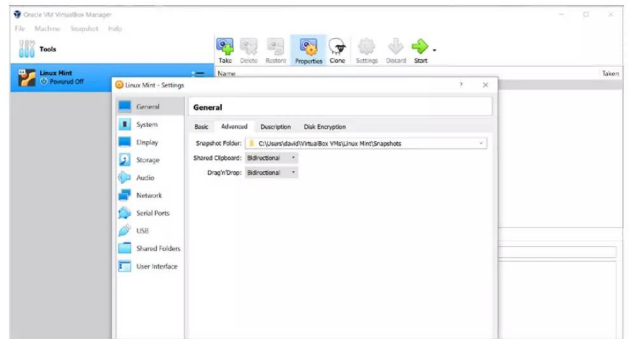 Oracle VM VirtualBox Manager
File Machine Snapshot Help
Tools
Take Delete Restore Properties Clone Settings Discard Start
Linux Mint
Powered Off
Name Taken
Linux Mint - Settings ? ×
General
System
Display
Storage
Audio
Network
Serial Ports
USB
Shared Folders
User Interface
General
Basic Advanced Description Disk Encryption
Snapshot Folder: C:\Users\david\VirtualBox VMs\Linux Mint\Snapshots
Shared Clipboard: Bidirectional
Drag'n'Drop: Bidirectional